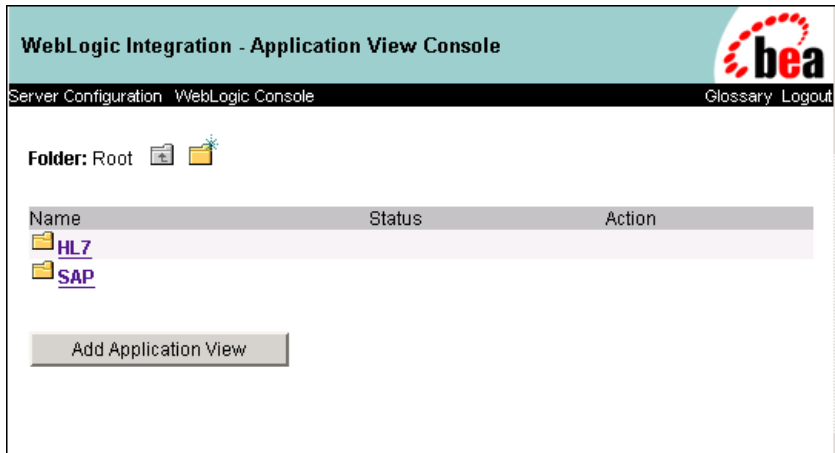 WebLogic Integration - Application View Console
bea
Server Configuration WebLogic Console Glossary Logout
Folder: Root
Name Status Action
HL7
SAP
Add Application View